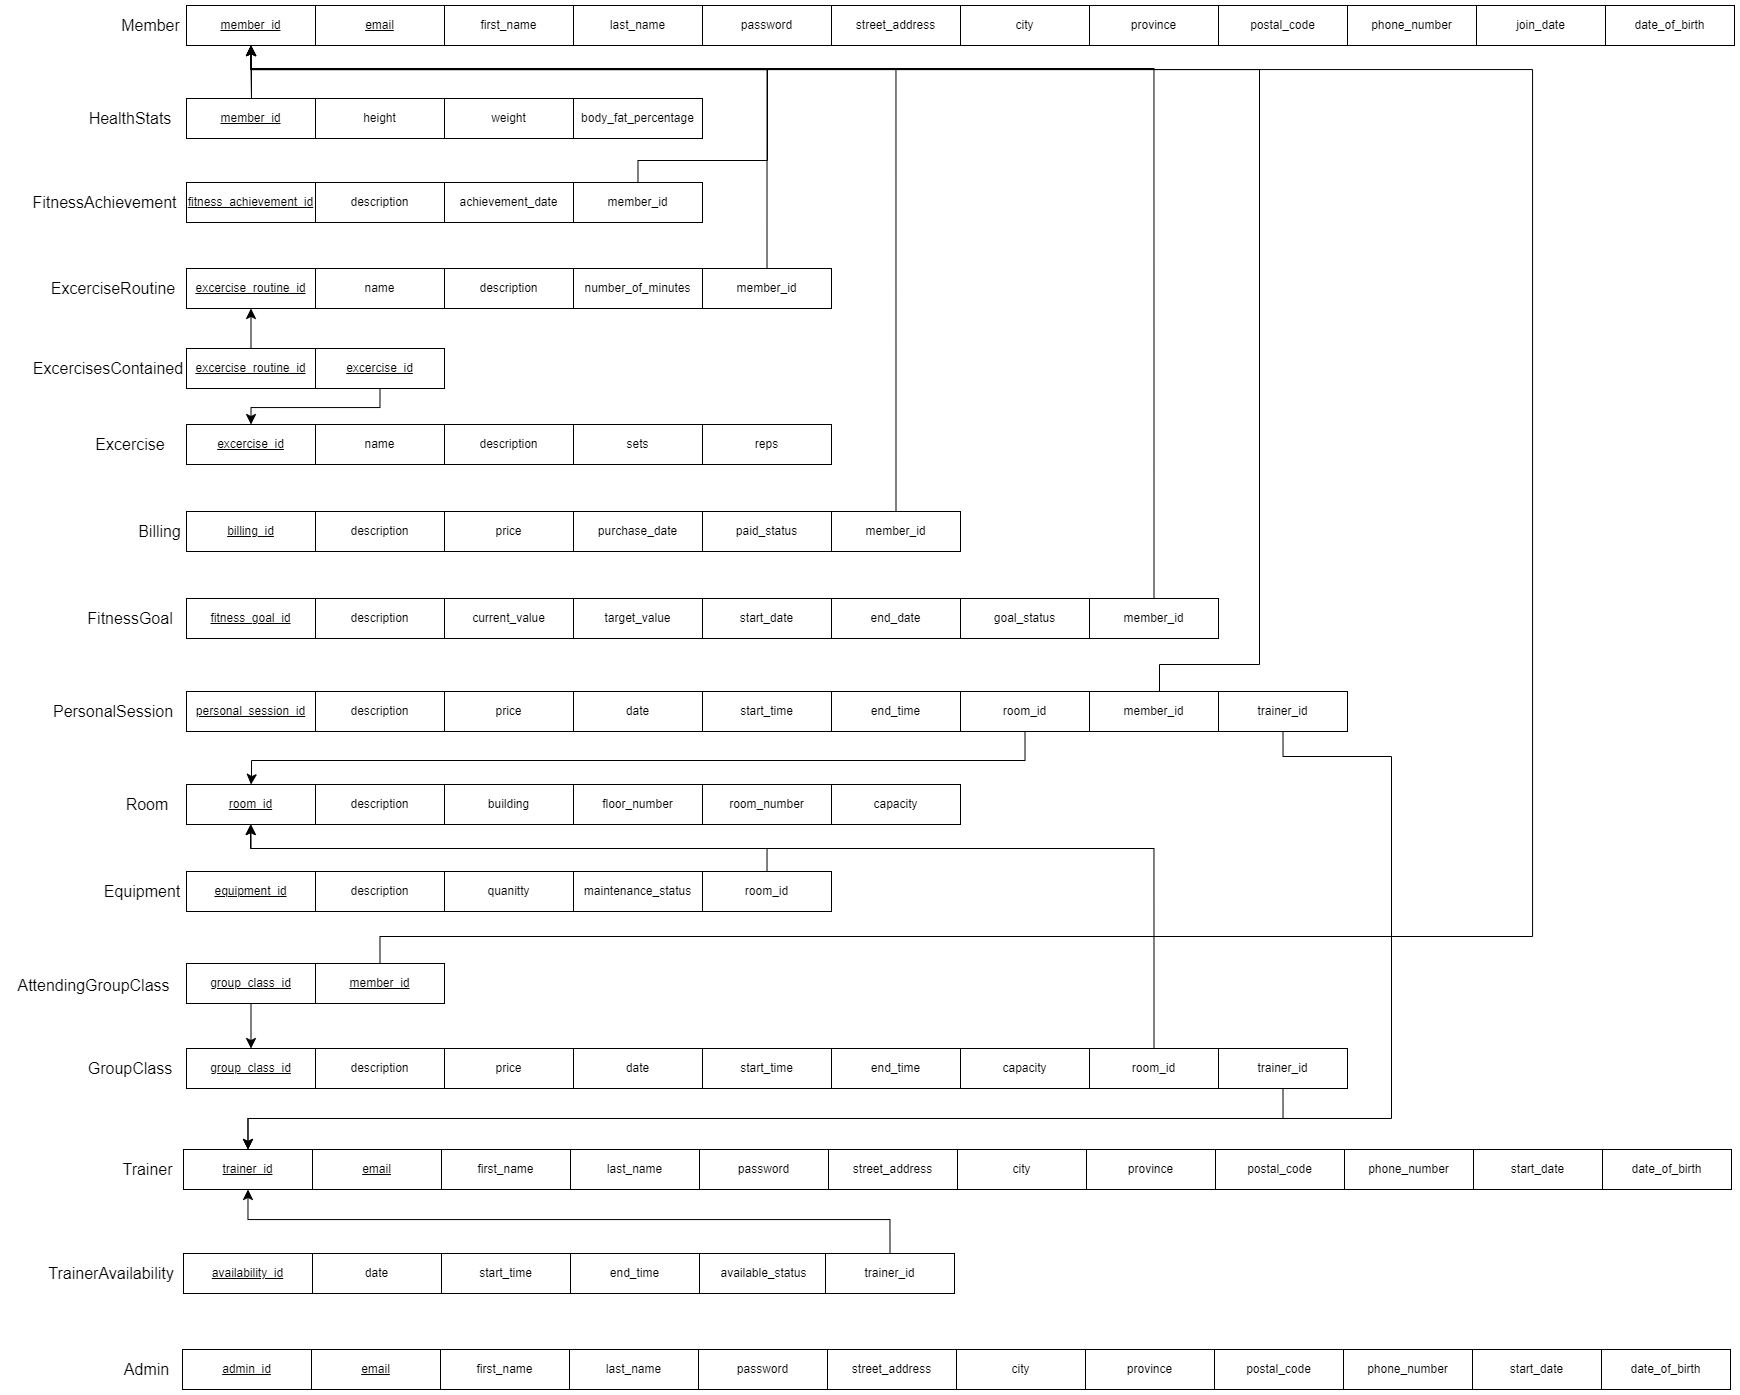 Member member_id email first_name last_name password street_address city province postal_code phone_number join_date date_of_birth
HealthStats member_id height weight body_fat_percentage
FitnessAchievement fitness_achievement_id description achievement_date member_id
ExcerciseRoutine excercise_routine_id name description number_of_minutes member_id
ExcercisesContained excercise_routine_id excercise_id
Excercise excercise_id name description sets reps
Billing billing_id description price purchase_date paid_status member_id
FitnessGoal fitness_goal_id description current_value target_value start_date end_date goal_status member_id
PersonalSession personal_session_id description price date start_time end_time room_id member_id trainer_id
Room room_id description building floor_number room_number capacity
Equipment equipment_id description quanitty maintenance_status room_id
AttendingGroupClass group_class_id member_id
GroupClass group_class_id description price date start_time end_time capacity room_id trainer_id
Trainer trainer_id email first_name last_name password street_address city province postal_code phone_number start_date date_of_birth
TrainerAvailability availability_id date start_time end_time available_status trainer_id
Admin admin_id email first_name last_name password street_address city province postal_code phone_number start_date date_of_birth